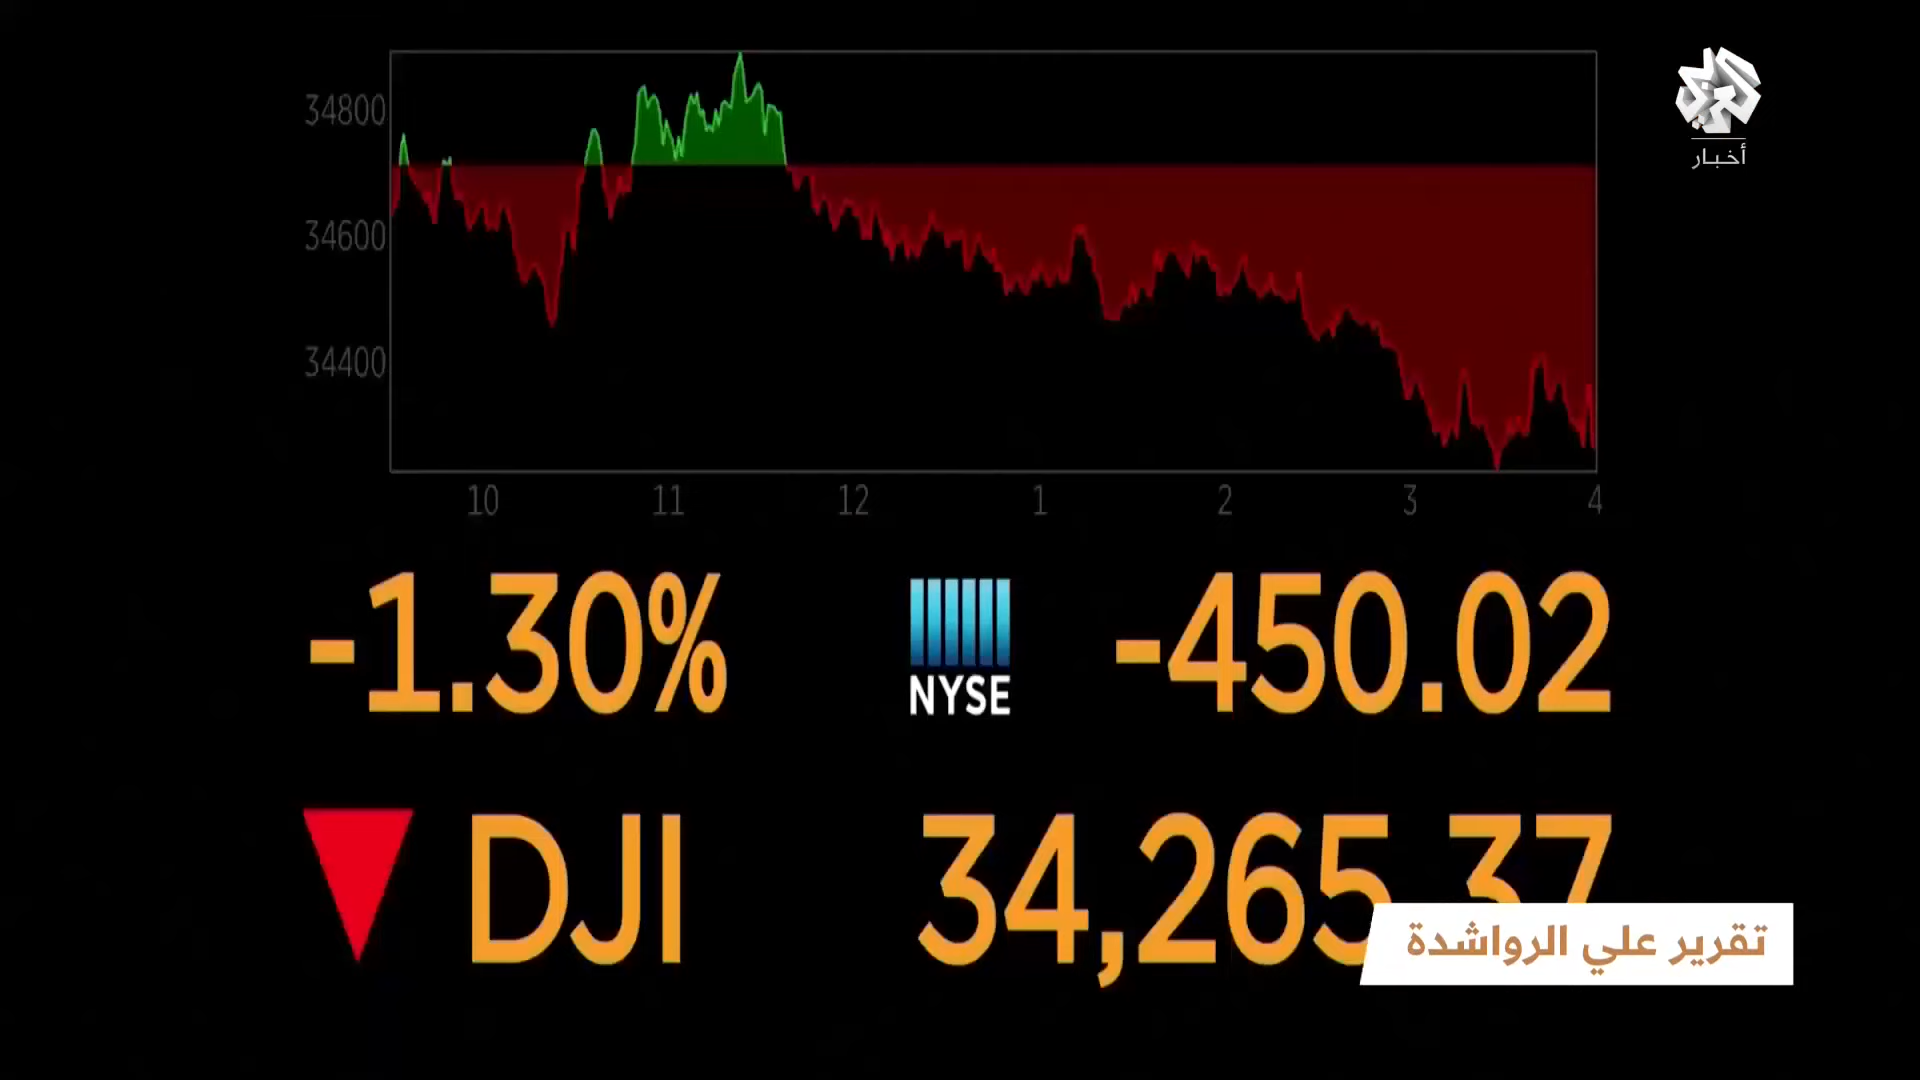 العربي
أخبار
34800
34600
34400
10 11 12 1 2 3 4
-1.30% NYSE -450.02
DJI 34,265.37
تقرير علي الرواشدة